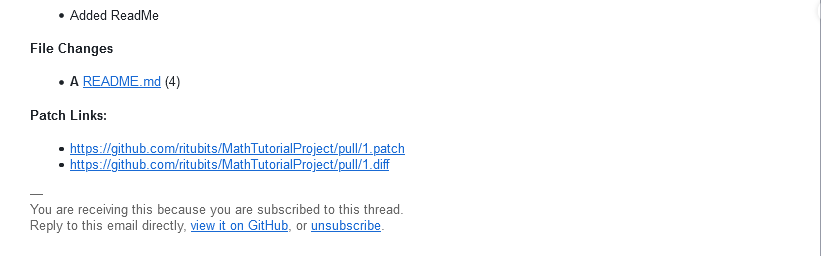 • Added ReadMe
File Changes
• A README.md (4)
Patch Links:
• https://github.com/ritubits/MathTutorialProject/pull/1.patch
• https://github.com/ritubits/MathTutorialProject/pull/1.diff
—
You are receiving this because you are subscribed to this thread.
Reply to this email directly, view it on GitHub, or unsubscribe.